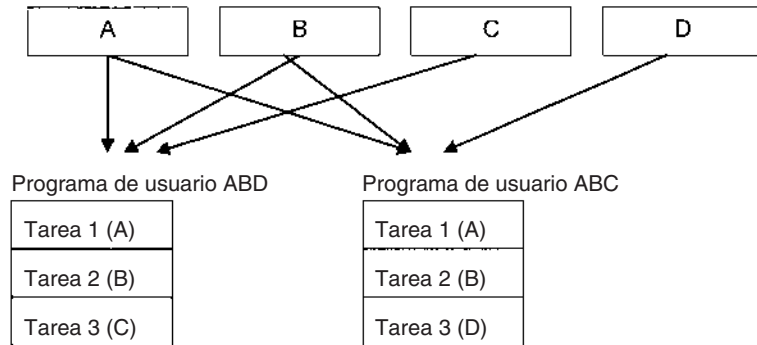 A B C D
Programa de usuario ABD Programa de usuario ABC
Tarea 1 (A) Tarea 1 (A)
Tarea 2 (B) Tarea 2 (B)
Tarea 3 (C) Tarea 3 (D)